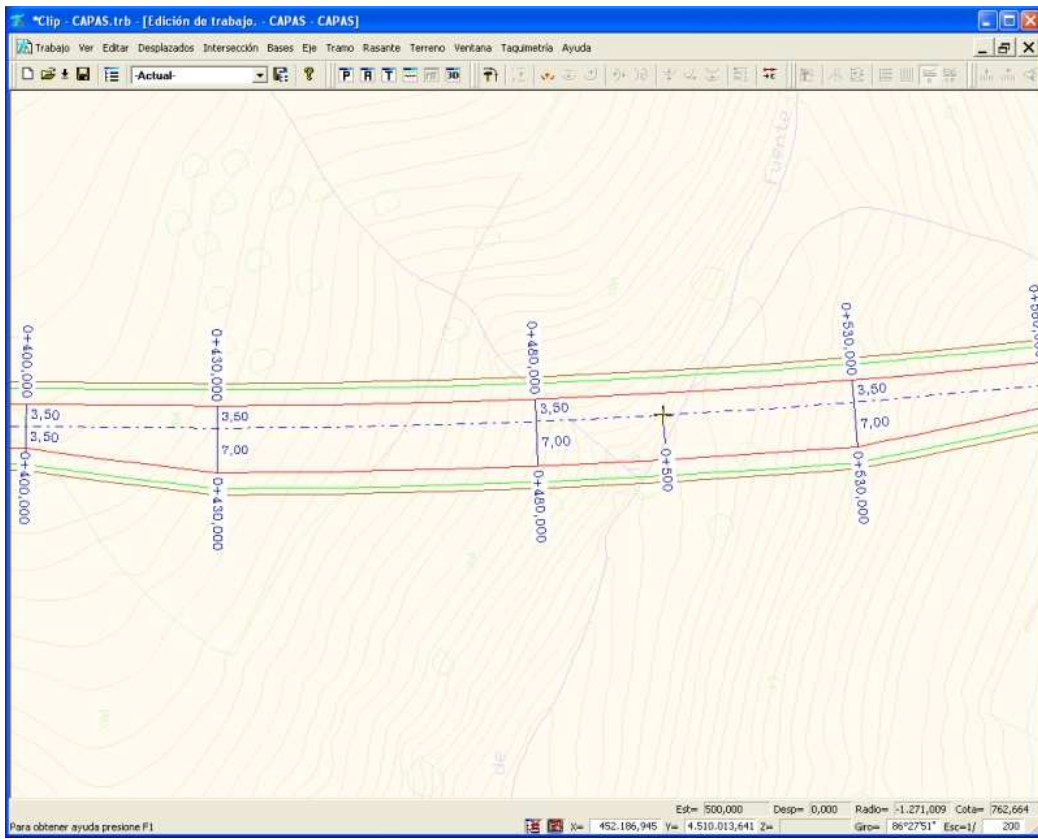 *Clip - CAPAS.trb - [Edición de trabajo. - CAPAS - CAPAS]
Trabajo Ver Editar Desplazados Intersección Bases Eje Tramo Rasante Terreno Ventana Taquimetría Ayuda
-Actual-
P R T 3D
Fuente
0+400,000
0+430,000
0+480,000
0+530,000
3,50
3,50
3,50
3,50
3,50
7,00
7,00
7,00
0+400,000
0+430,000
0+480,000
0+500
0+530,000
de
Est= 500,000 Desp= 0,000 Radio= -1.271,009 Cota= 762,664
Para obtener ayuda presione F1
X= 452.186,945 Y= 4.510.013,641 Z= Giro= 86°27'51" Esc=1/ 200